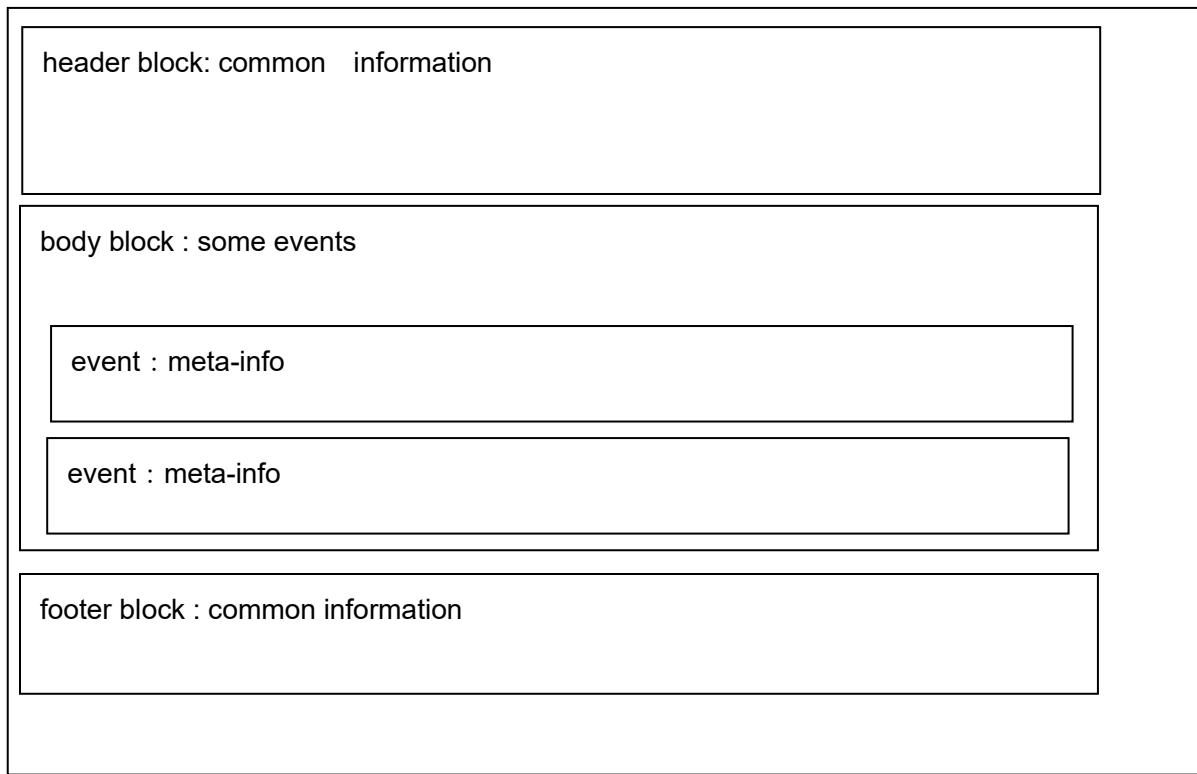 header block: common information
body block : some events
event：meta-info
event：meta-info
footer block : common information